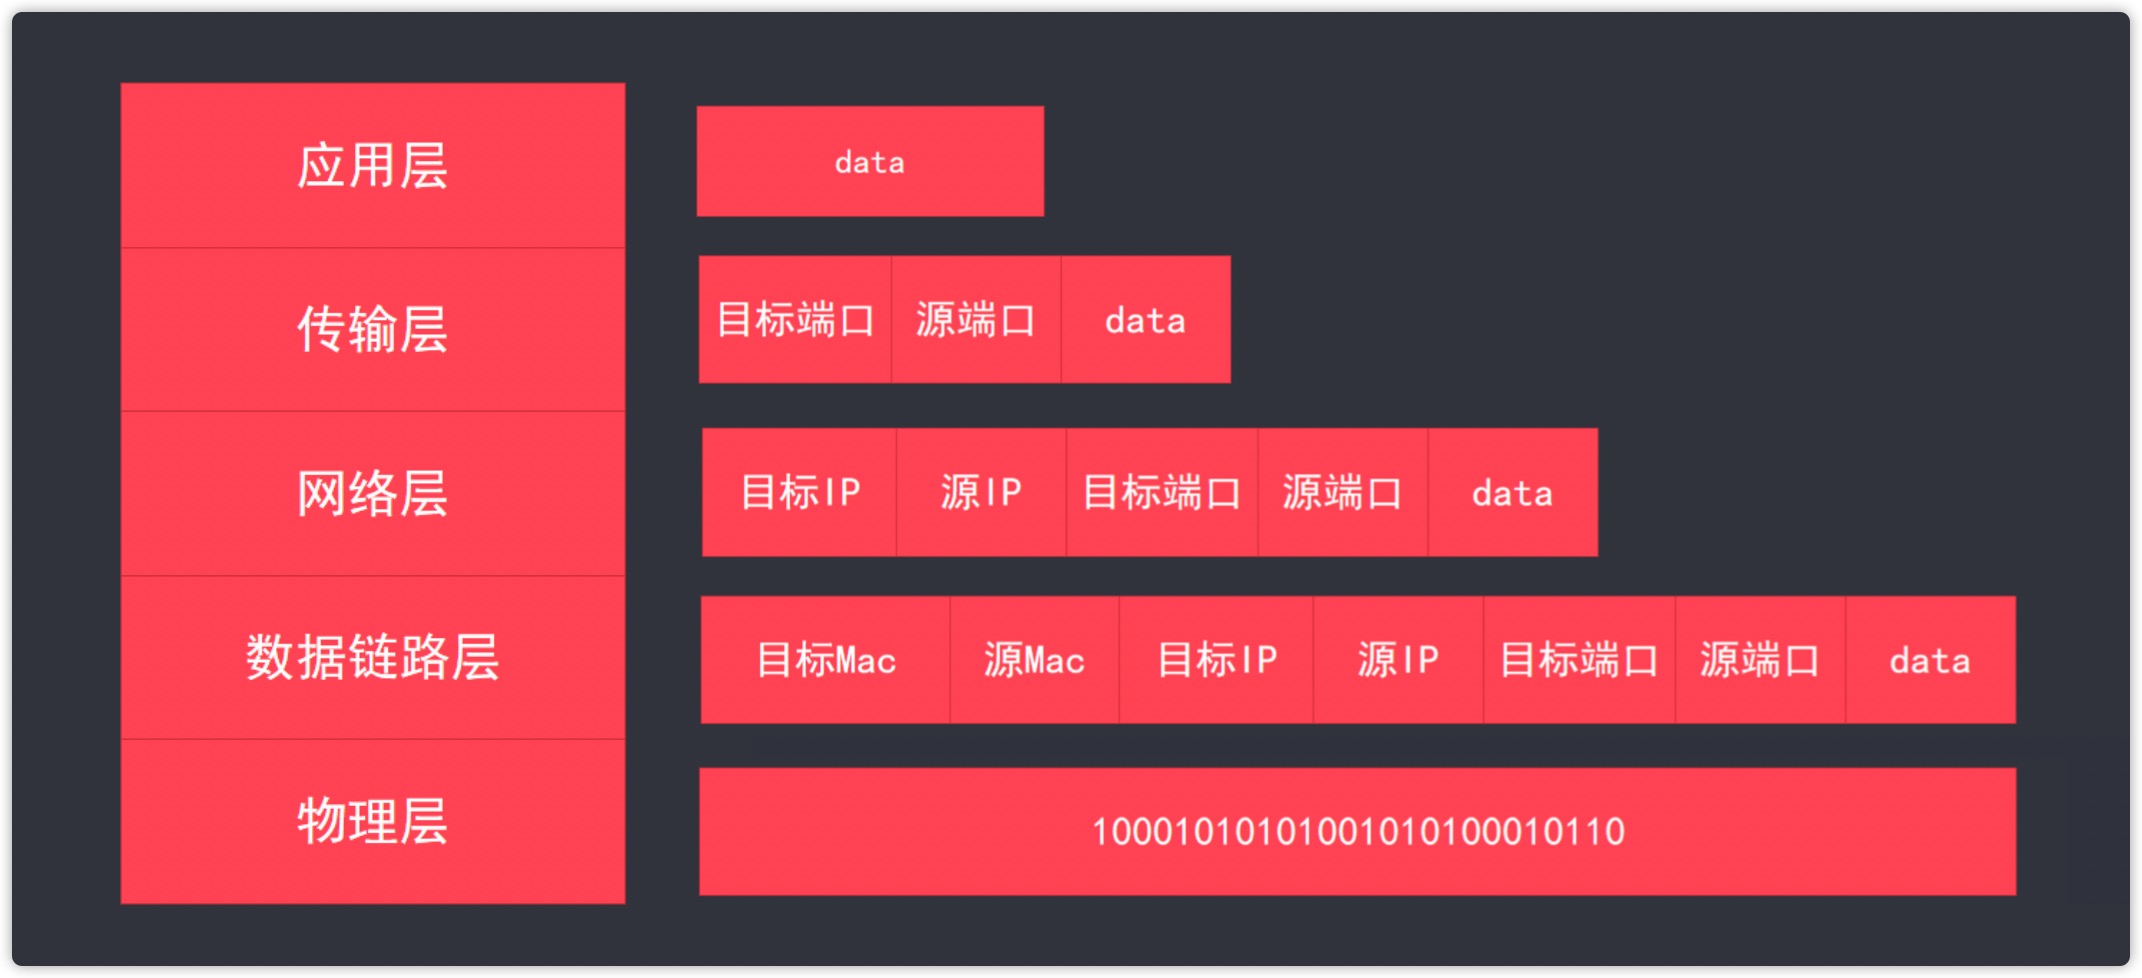 应用层
data
传输层
目标端口 源端口 data
网络层
目标IP 源IP 目标端口 源端口 data
数据链路层
目标Mac 源Mac 目标IP 源IP 目标端口 源端口 data
物理层
10001010101001010100010110